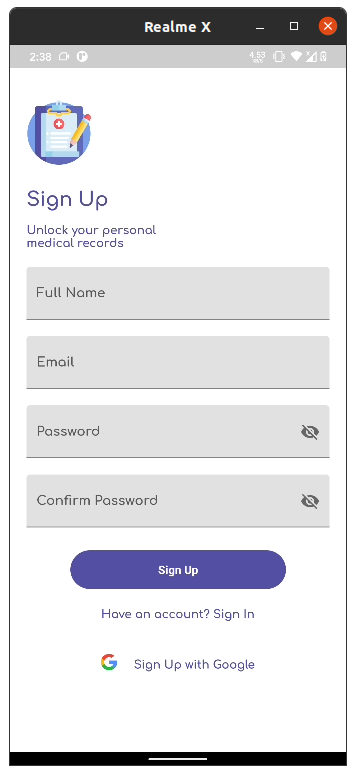 Realme X
2:38
4.53
KB/S
Sign Up
Unlock your personal
medical records
Full Name
Email
Password
Confirm Password
Sign Up
Have an account? Sign In
Sign Up with Google